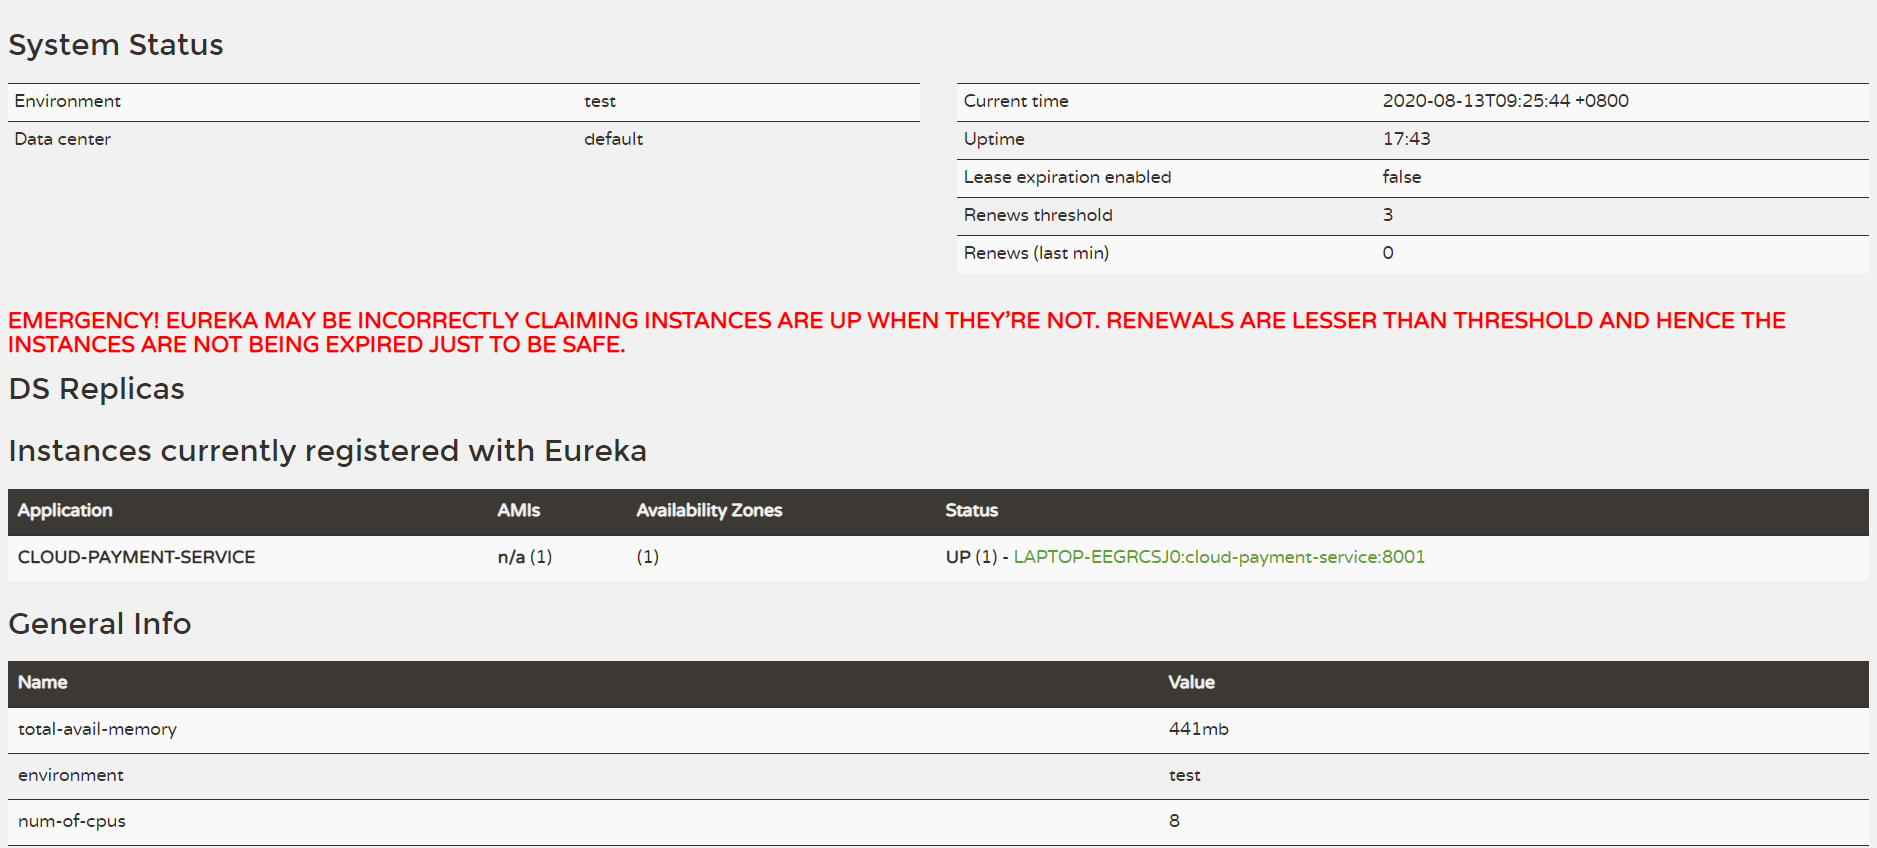 System Status
Environment test
Data center default
Current time 2020-08-13T09:25:44 +0800
Uptime 17:43
Lease expiration enabled false
Renews threshold 3
Renews (last min) 0
EMERGENCY! EUREKA MAY BE INCORRECTLY CLAIMING INSTANCES ARE UP WHEN THEY'RE NOT. RENEWALS ARE LESSER THAN THRESHOLD AND HENCE THE
INSTANCES ARE NOT BEING EXPIRED JUST TO BE SAFE.
DS Replicas
Instances currently registered with Eureka
Application AMIs Availability Zones Status
CLOUD-PAYMENT-SERVICE n/a (1) (1) UP (1) - LAPTOP-EEGRCSJ0:cloud-payment-service:8001
General Info
Name Value
total-avail-memory 441mb
environment test
num-of-cpus 8